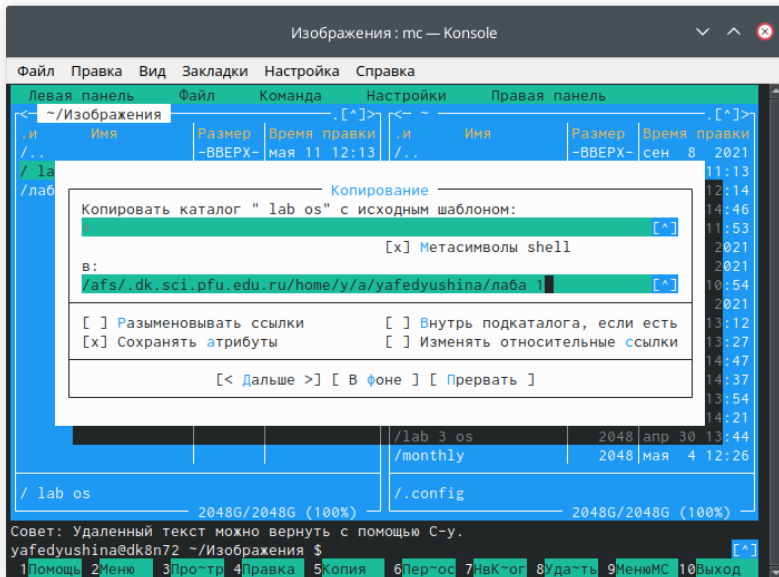 Изображения : mc — Konsole
Файл Правка Вид Закладки Настройка Справка
Левая панель Файл Команда Настройки Правая панель
<— ~/Изображения .[^]> <— ~ .[^]>
.и Имя Размер Время правки .и Имя Размер Время правки
/.. -ВВЕРХ- мая 11 12:13 /.. -ВВЕРХ- сен 8 2021
/ la 11:13
/лаб 12:14
Копирование 14:46
Копировать каталог " lab os" с исходным шаблоном:
* [^] 11:53
[x] Метасимволы shell 2021
в: 2021
/afs/.dk.sci.pfu.edu.ru/home/y/a/yafedyushina/лаба 1 [^] 10:54
2021
[ ] Разыменовывать ссылки [ ] Внутрь подкаталога, если есть 13:12
[x] Сохранять атрибуты [ ] Изменять относительные ссылки 13:27
14:47
[< Дальше >] [ В фоне ] [ Прервать ] 14:37
13:54
14:21
/lab 3 os 2048 апр 30 13:44
/monthly 2048 мая 4 12:26
/ lab os /.config
2048G/2048G (100%) 2048G/2048G (100%)
Совет: Удаленный текст можно вернуть с помощью C-y.
yafedyushina@dk8n72 ~/Изображения $ [^]
1Помощь 2Меню 3Про~тр 4Правка 5Копия 6Пер~ос 7НвК~ог 8Уда~ть 9МенюMC 10Выход